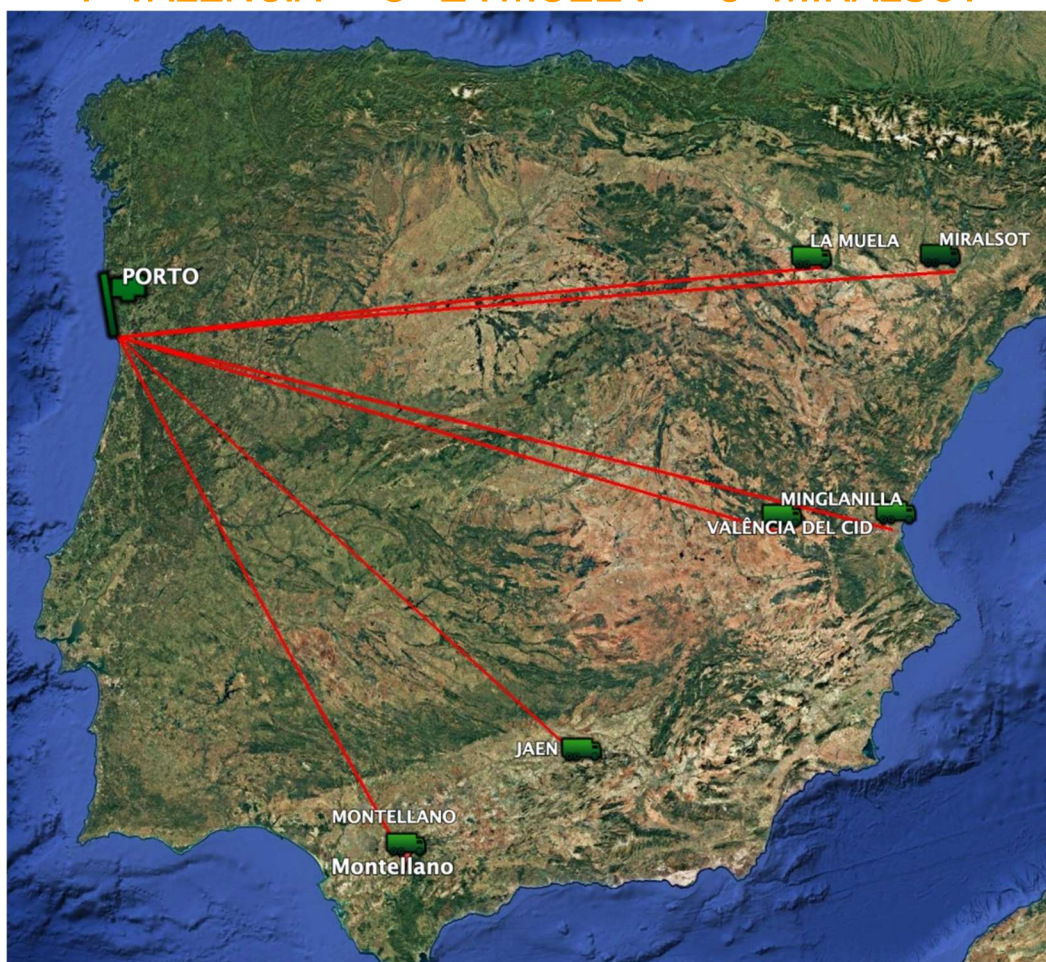 LA MUELA
MIRALSOT
PORTO
MINGLANILLA
VALÊNCIA DEL CID
JAEN
MONTELLANO
Montellano